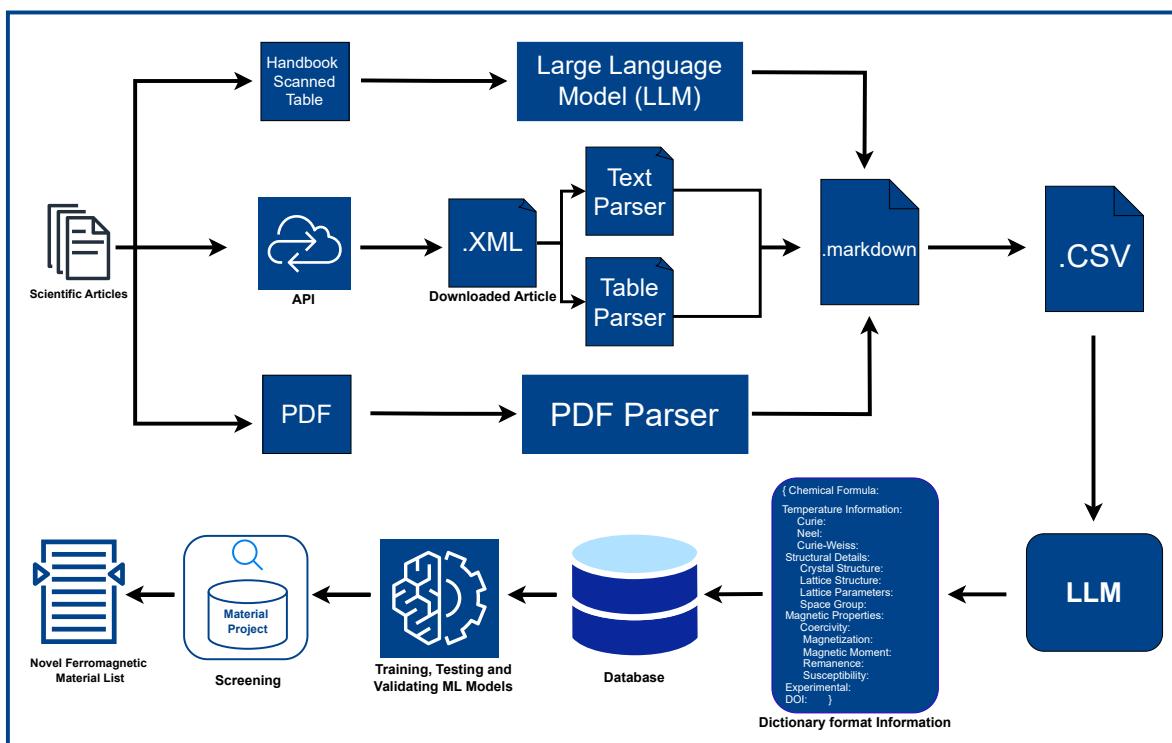 Handbook
Scanned
Table
Large Language
Model (LLM)
Scientific Articles
API
.XML
Downloaded Article
Text
Parser
Table
Parser
.markdown
.CSV
PDF
PDF Parser
LLM
{ Chemical Formula:
Temperature Information:
Curie:
Neel:
Curie-Weiss:
Structural Details:
Crystal Structure:
Lattice Structure:
Lattice Parameters:
Space Group:
Magnetic Properties:
Coercivity:
Magnetization:
Magnetic Moment:
Remanence:
Susceptibility:
Experimental:
DOI: }
Dictionary format Information
Database
Training, Testing and
Validating ML Models
Material
Project
Screening
Novel Ferromagnetic
Material List